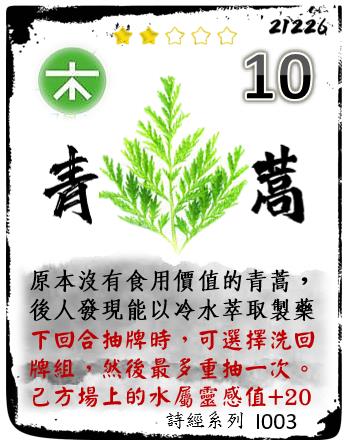 21226
木
10
青 蒿
原本沒有食用價值的青蒿，
後人發現能以冷水萃取製藥
下回合抽牌時，可選擇洗回
牌組，然後最多重抽一次。
己方場上的水屬靈感值+20
詩經系列 I003